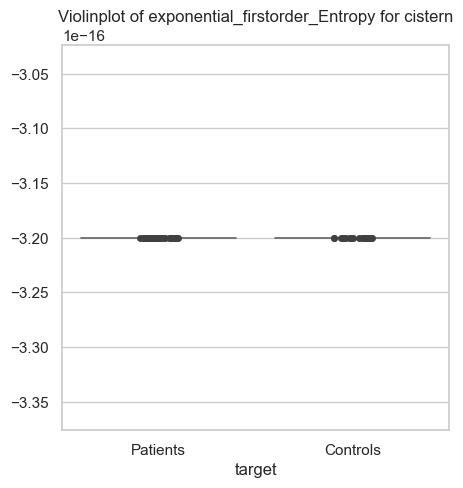 Violinplot of exponential_firstorder_Entropy for cistern
1e−16
−3.05
−3.10
−3.15
−3.20
−3.25
−3.30
−3.35
Patients Controls
target